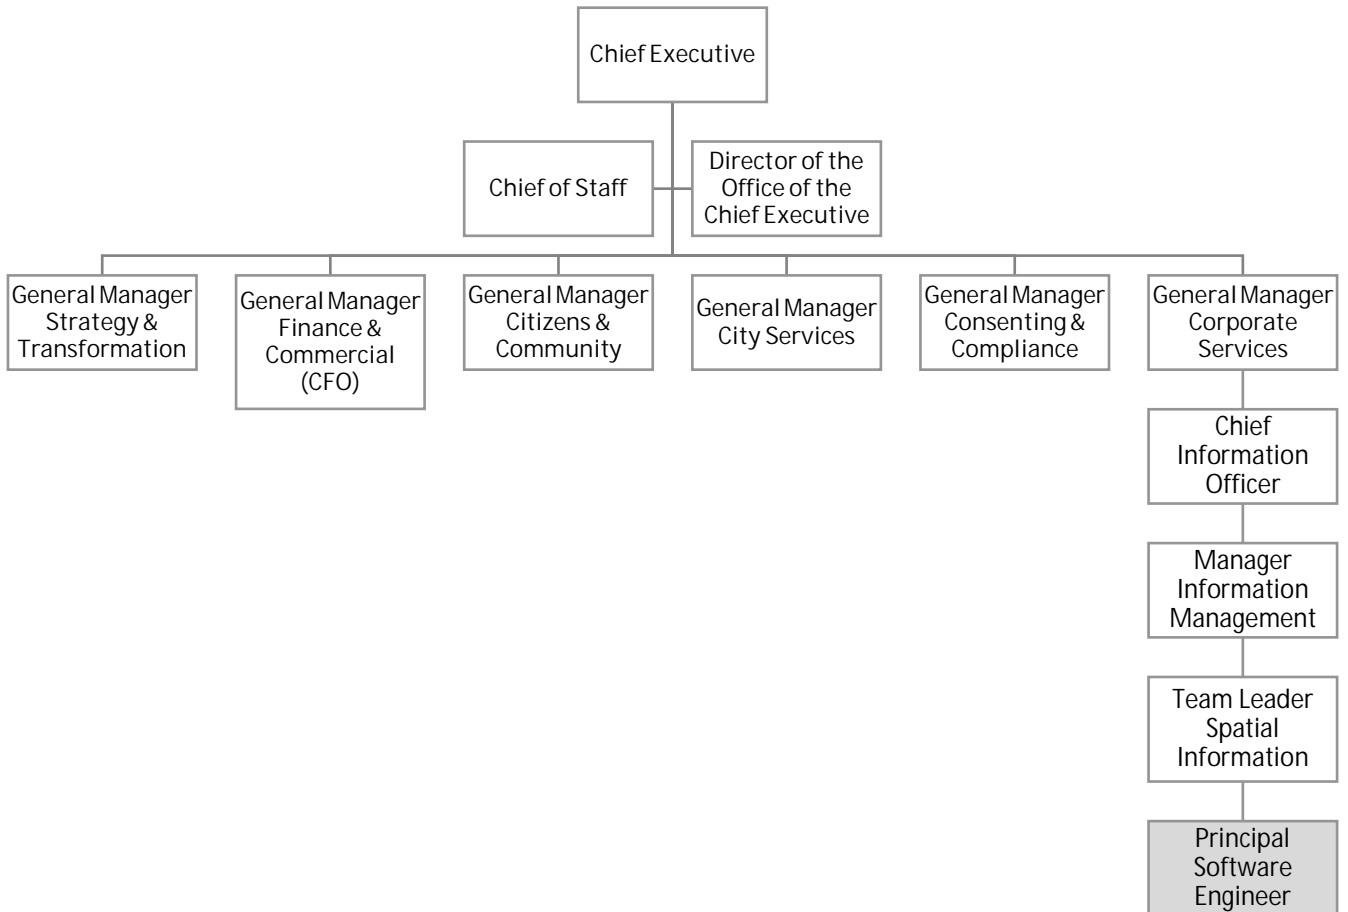 Chief Executive
Chief of Staff
Director of the
Office of the
Chief Executive
General Manager
Strategy &
Transformation
General Manager
Finance &
Commercial
(CFO)
General Manager
Citizens &
Community
General Manager
City Services
General Manager
Consenting &
Compliance
General Manager
Corporate
Services
Chief
Information
Officer
Manager
Information
Management
Team Leader
Spatial
Information
Principal
Software
Engineer